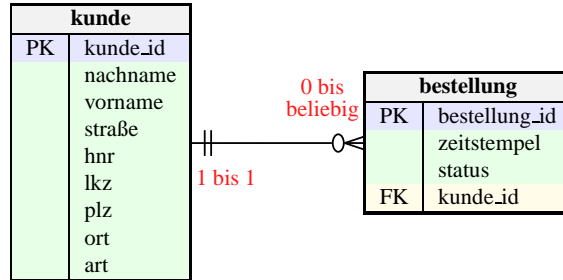 kunde
PK kunde_id
nachname
vorname
straße
hnr
lkz
plz
ort
art
1 bis 1
0 bis
beliebig
bestellung
PK bestellung_id
zeitstempel
status
FK kunde_id